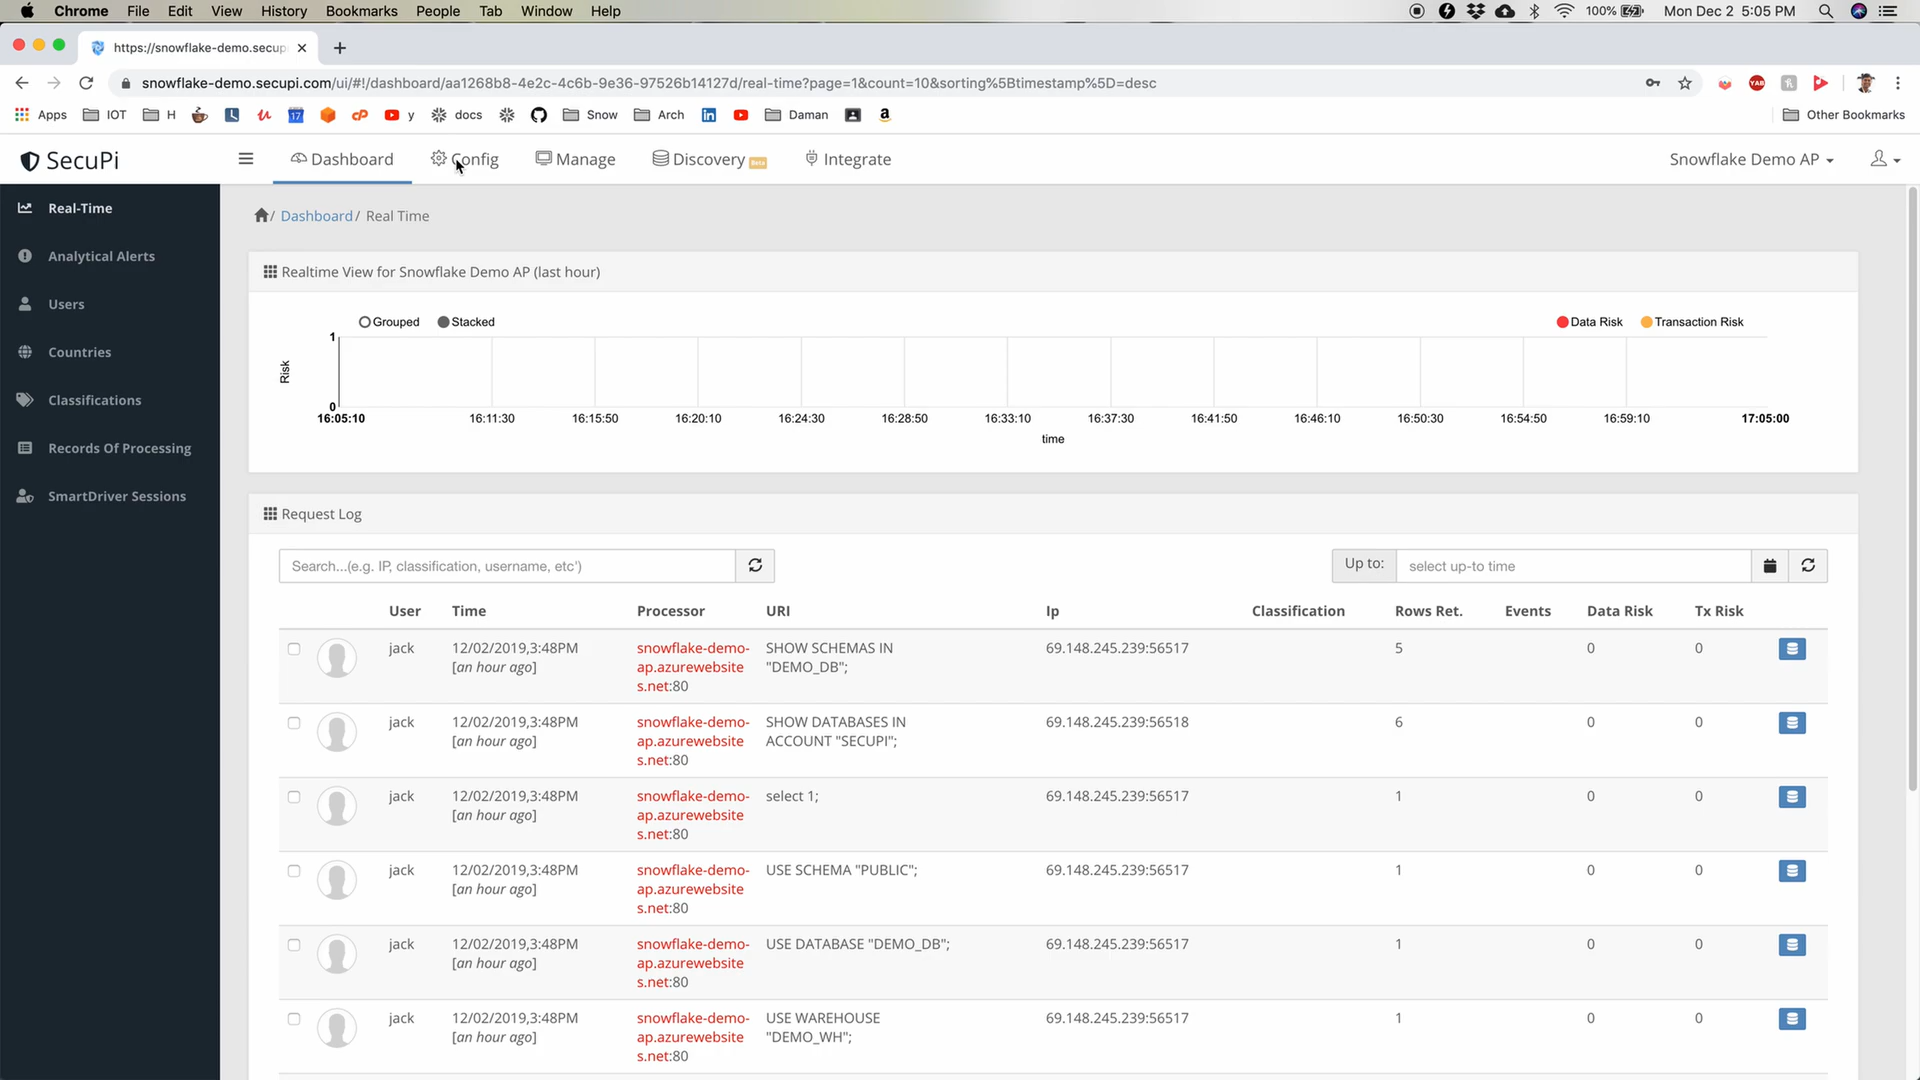 Chrome File Edit View History Bookmarks People Tab Window Help 100% Mon Dec 2 5:05 PM
https://snowflake-demo.secup
snowflake-demo.secupi.com/ui/#!/dashboard/aa1268b8-4e2c-4c6b-9e36-97526b14127d/real-time?page=1&count=10&sorting%5Btimestamp%5D=desc
Apps IOT H y docs Snow Arch Daman Other Bookmarks
SecuPi Dashboard Config Manage Discovery Beta Integrate Snowflake Demo AP
Real-Time
Analytical Alerts
Users
Countries
Classifications
Records Of Processing
SmartDriver Sessions
/ Dashboard / Real Time
Realtime View for Snowflake Demo AP (last hour)
Grouped Stacked Data Risk Transaction Risk
1
Risk
0
16:05:10 16:11:30 16:15:50 16:20:10 16:24:30 16:28:50 16:33:10 16:37:30 16:41:50 16:46:10 16:50:30 16:54:50 16:59:10 17:05:00
time
Request Log
Search...(e.g. IP, classification, username, etc') Up to: select up-to time
User Time Processor URI Ip Classification Rows Ret. Events Data Risk Tx Risk
jack 12/02/2019,3:48PM snowflake-demo- SHOW SCHEMAS IN 69.148.245.239:56517 5 0 0
[an hour ago] ap.azurewebsite "DEMO_DB";
s.net:80
jack 12/02/2019,3:48PM snowflake-demo- SHOW DATABASES IN 69.148.245.239:56518 6 0 0
[an hour ago] ap.azurewebsite ACCOUNT "SECUPI";
s.net:80
jack 12/02/2019,3:48PM snowflake-demo- select 1; 69.148.245.239:56517 1 0 0
[an hour ago] ap.azurewebsite
s.net:80
jack 12/02/2019,3:48PM snowflake-demo- USE SCHEMA "PUBLIC"; 69.148.245.239:56517 1 0 0
[an hour ago] ap.azurewebsite
s.net:80
jack 12/02/2019,3:48PM snowflake-demo- USE DATABASE "DEMO_DB"; 69.148.245.239:56517 1 0 0
[an hour ago] ap.azurewebsite
s.net:80
jack 12/02/2019,3:48PM snowflake-demo- USE WAREHOUSE 69.148.245.239:56517 1 0 0
[an hour ago] ap.azurewebsite "DEMO_WH";
s.net:80